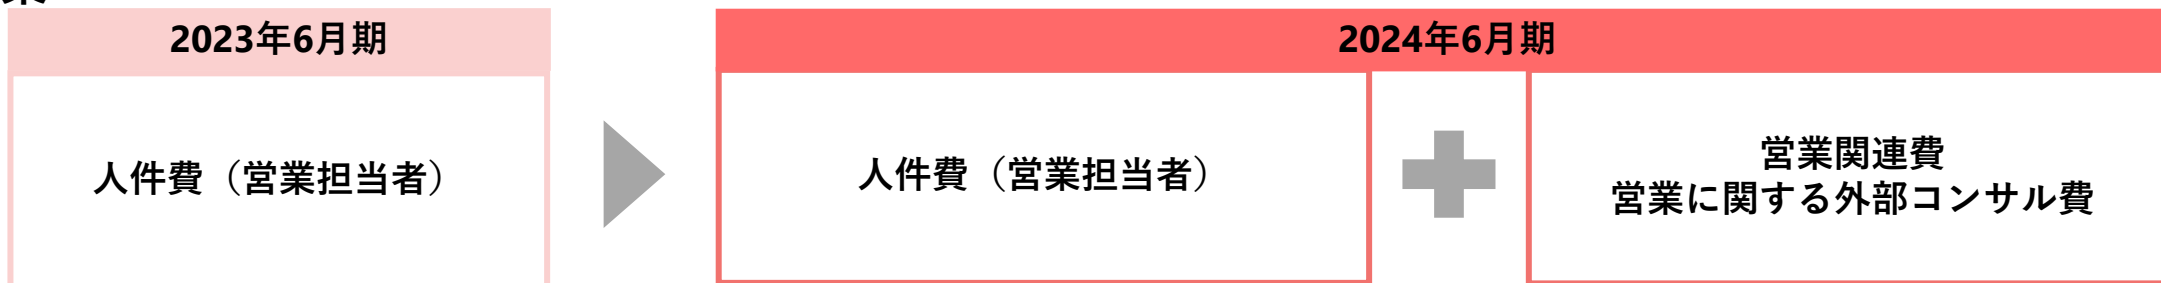 2023年6月期
2024年6月期
人件費（営業担当者）
人件費（営業担当者）
営業関連費
営業に関する外部コンサル費